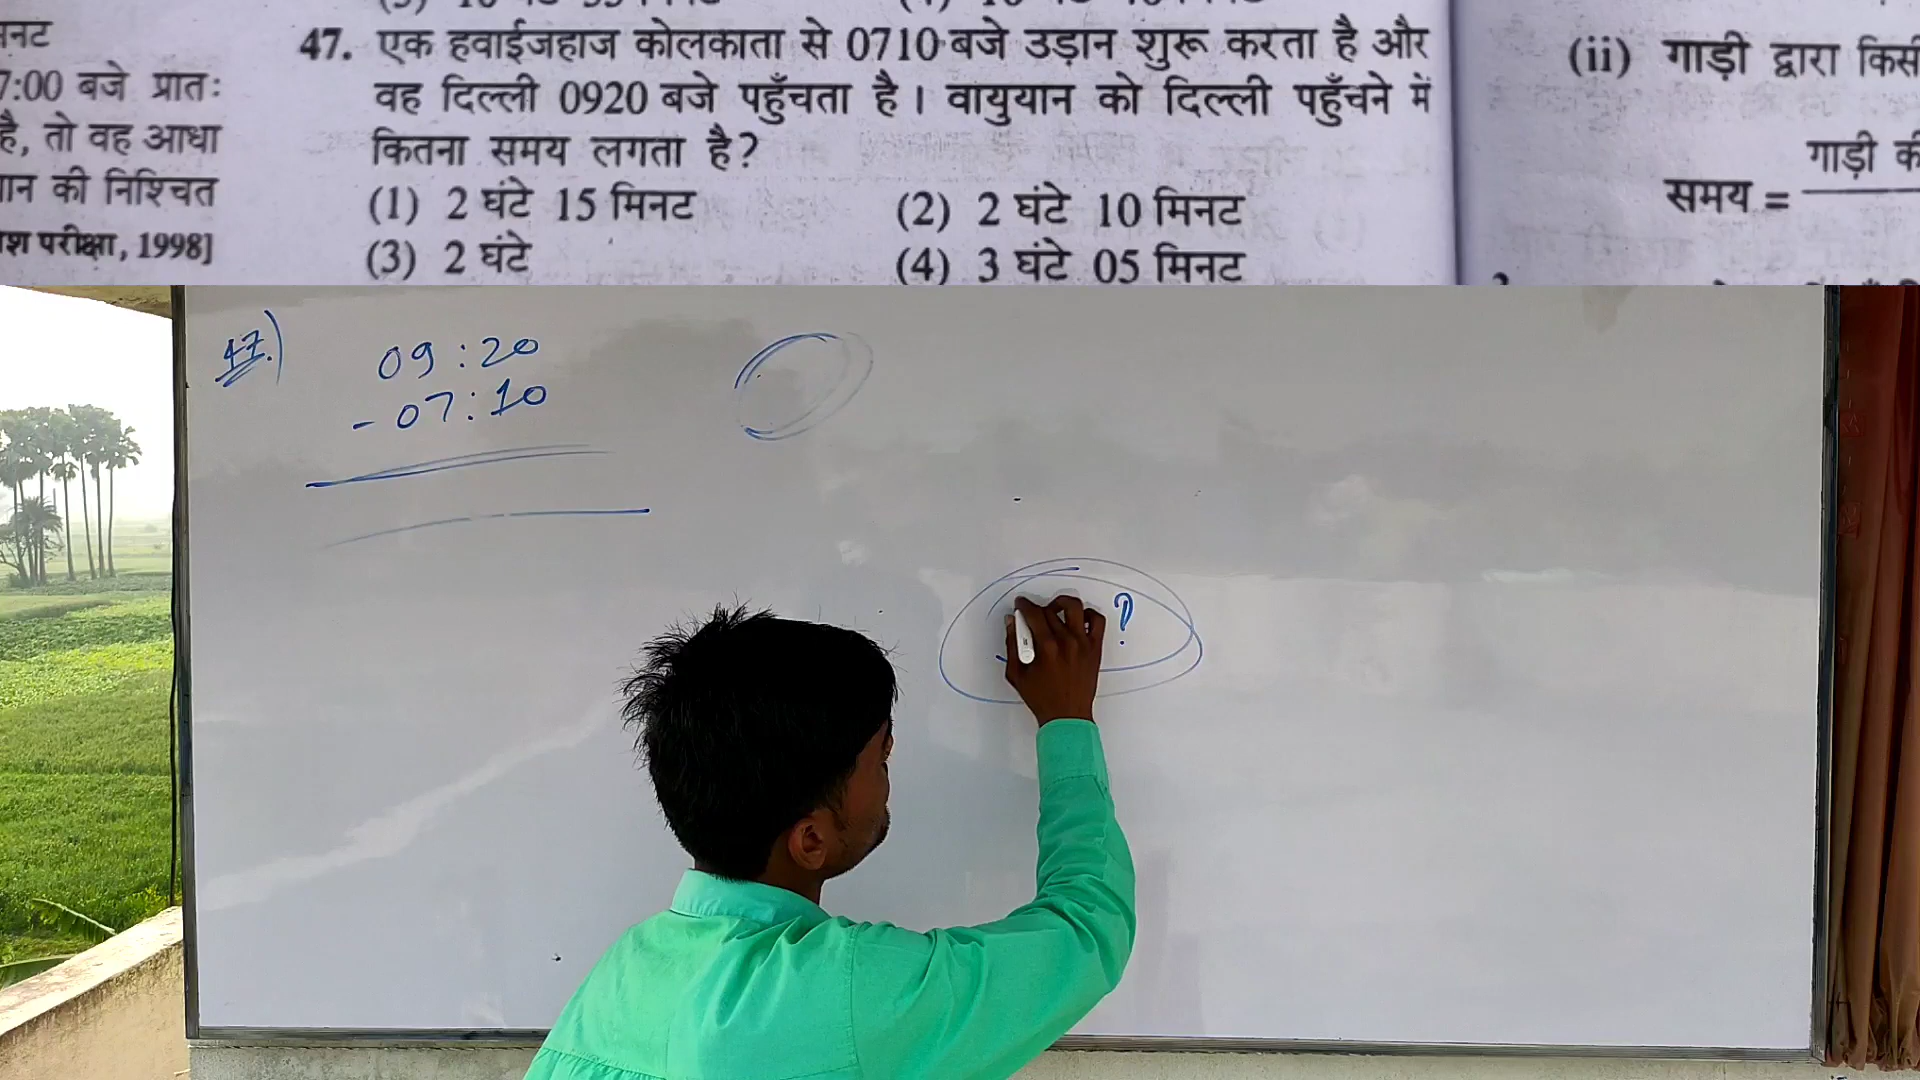 नट
7:00 बजे प्रातः
है, तो वह आधा
ान की निश्चित
श परीक्षा, 1998]
47. एक हवाईजहाज कोलकाता से 0710 बजे उड़ान शुरू करता है और
वह दिल्ली 0920 बजे पहुँचता है। वायुयान को दिल्ली पहुँचने में
कितना समय लगता है?
(1) 2 घंटे 15 मिनट (2) 2 घंटे 10 मिनट
(3) 2 घंटे (4) 3 घंटे 05 मिनट
(ii) गाड़ी द्वारा किसी
गाड़ी की
समय =
47.)
09:20
- 07:10
?